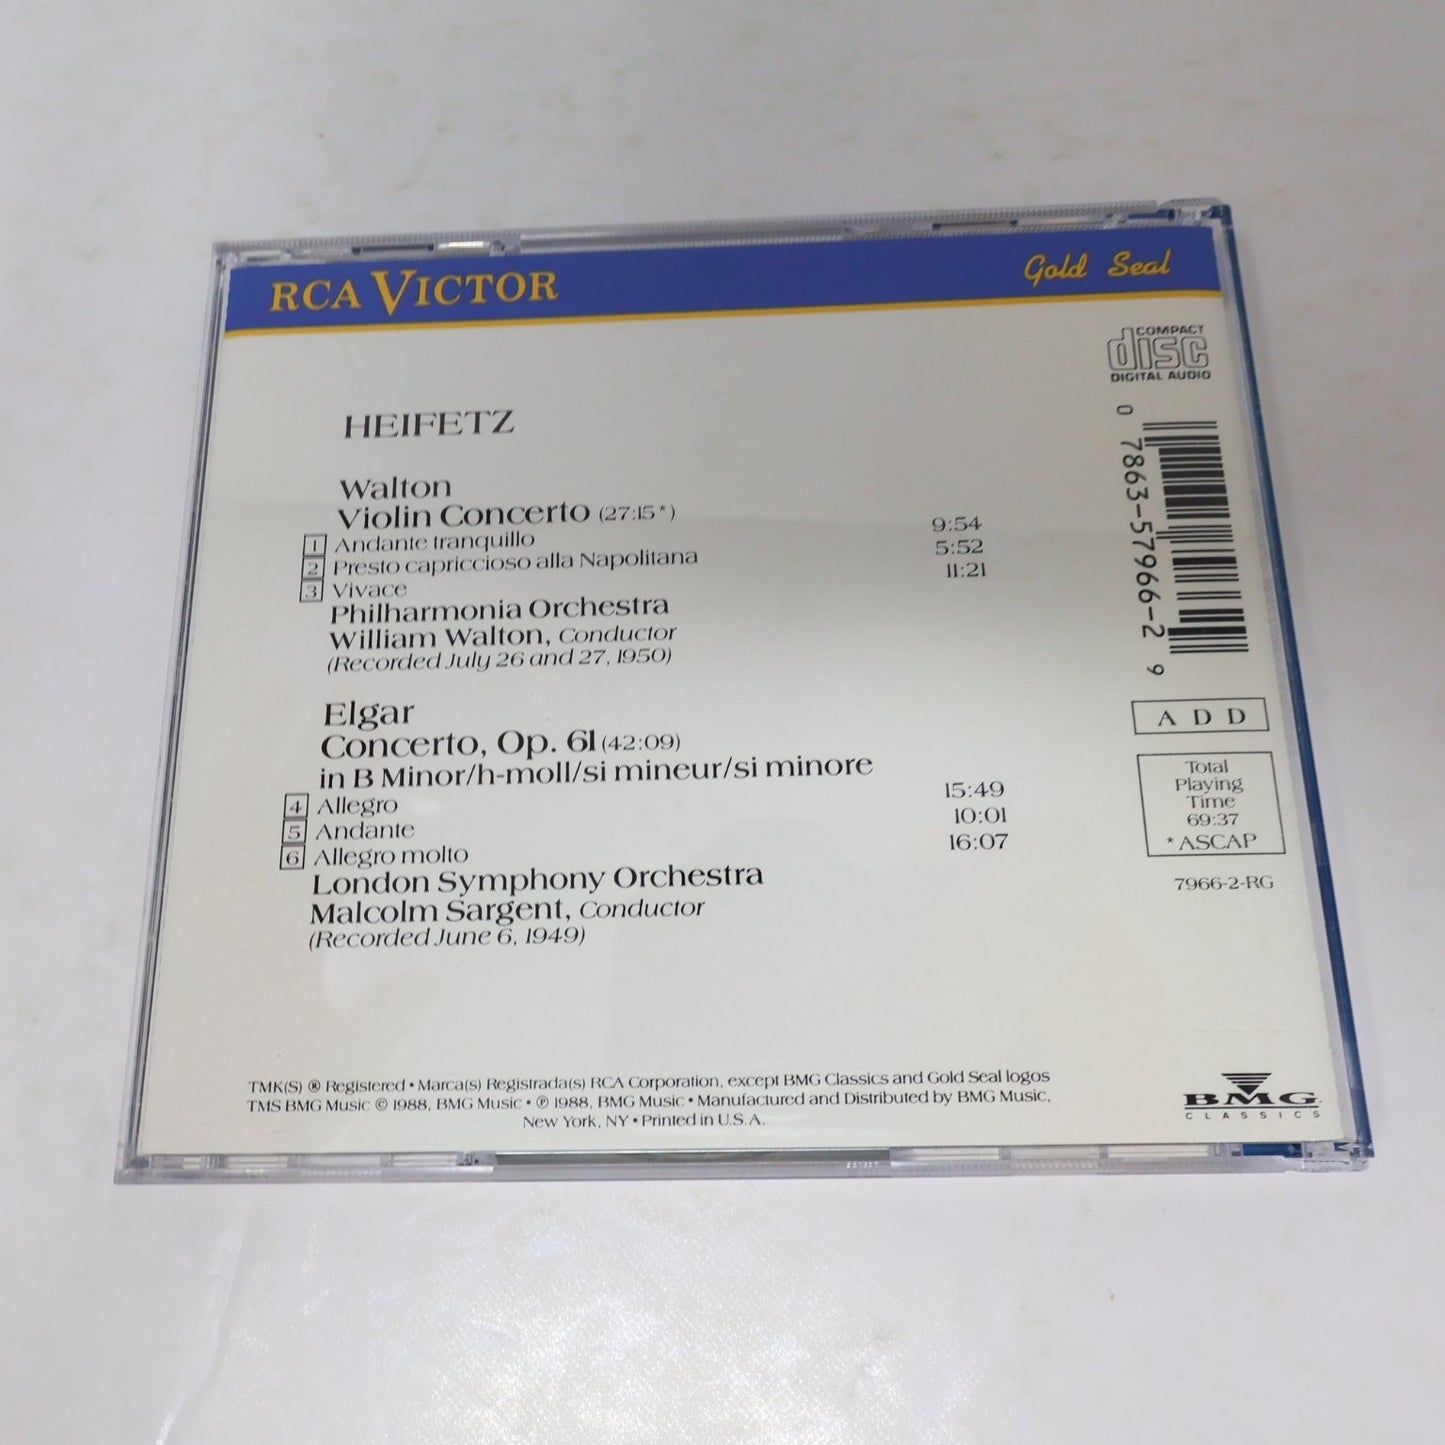 RCA VICTOR
Gold Seal
COMPACT
disc
DIGITAL AUDIO
HEIFETZ
Walton
Violin Concerto (27:15*)
1 Andante tranquillo 9:54
2 Presto capriccioso alla Napolitana 5:52
3 Vivace 11:21
Philharmonia Orchestra
William Walton, Conductor
(Recorded July 26 and 27, 1950)
Elgar
Concerto, Op. 61 (42:09)
in B Minor/h-moll/si mineur/si minore
4 Allegro 15:49
5 Andante 10:01
6 Allegro molto 16:07
London Symphony Orchestra
Malcolm Sargent, Conductor
(Recorded June 6, 1949)
0 7863-57966-2 9
A D D
Total
Playing
Time
69:37
*ASCAP
7966-2-RG
TMK(S) ® Registered • Marca(s) Registrada(s) RCA Corporation, except BMG Classics and Gold Seal logos
TMS BMG Music © 1988, BMG Music • ℗ 1988, BMG Music • Manufactured and Distributed by BMG Music,
New York, NY • Printed in U.S.A.
BMG
CLASSICS